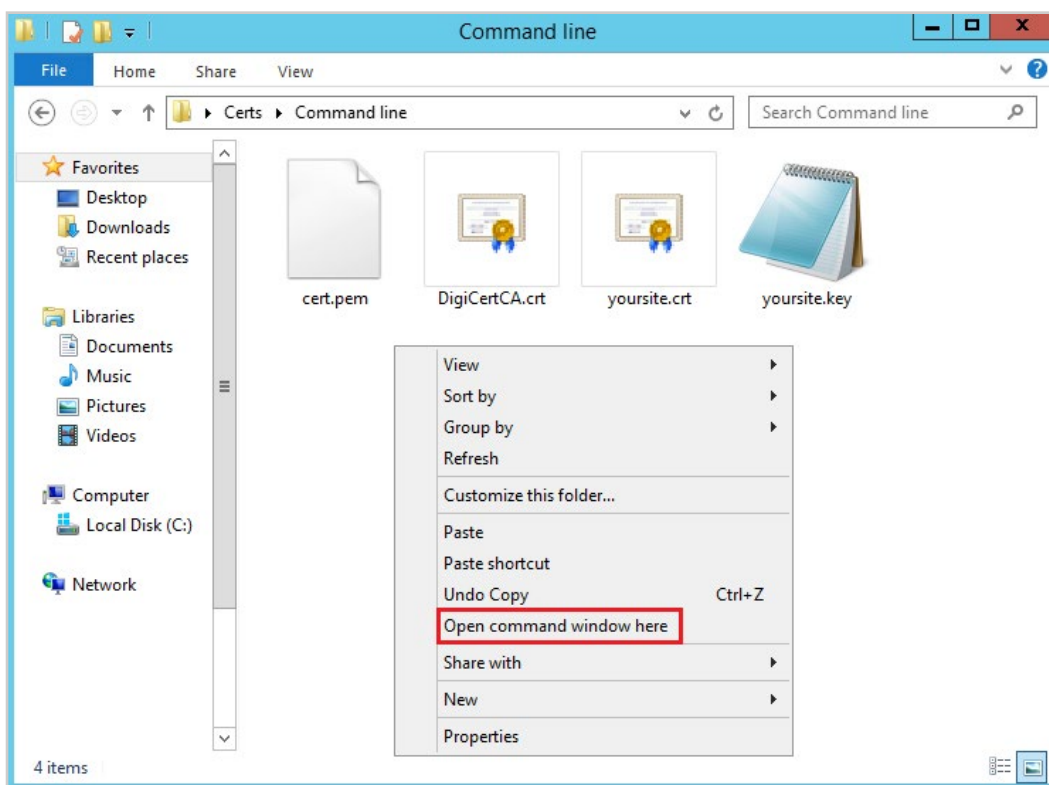 Command line
File Home Share View
Certs Command line
Search Command line
Favorites
Desktop
Downloads
Recent places
Libraries
Documents
Music
Pictures
Videos
Computer
Local Disk (C:)
Network
cert.pem
DigiCertCA.crt
yoursite.crt
yoursite.key
View
Sort by
Group by
Refresh
Customize this folder...
Paste
Paste shortcut
Undo Copy Ctrl+Z
Open command window here
Share with
New
Properties
4 items